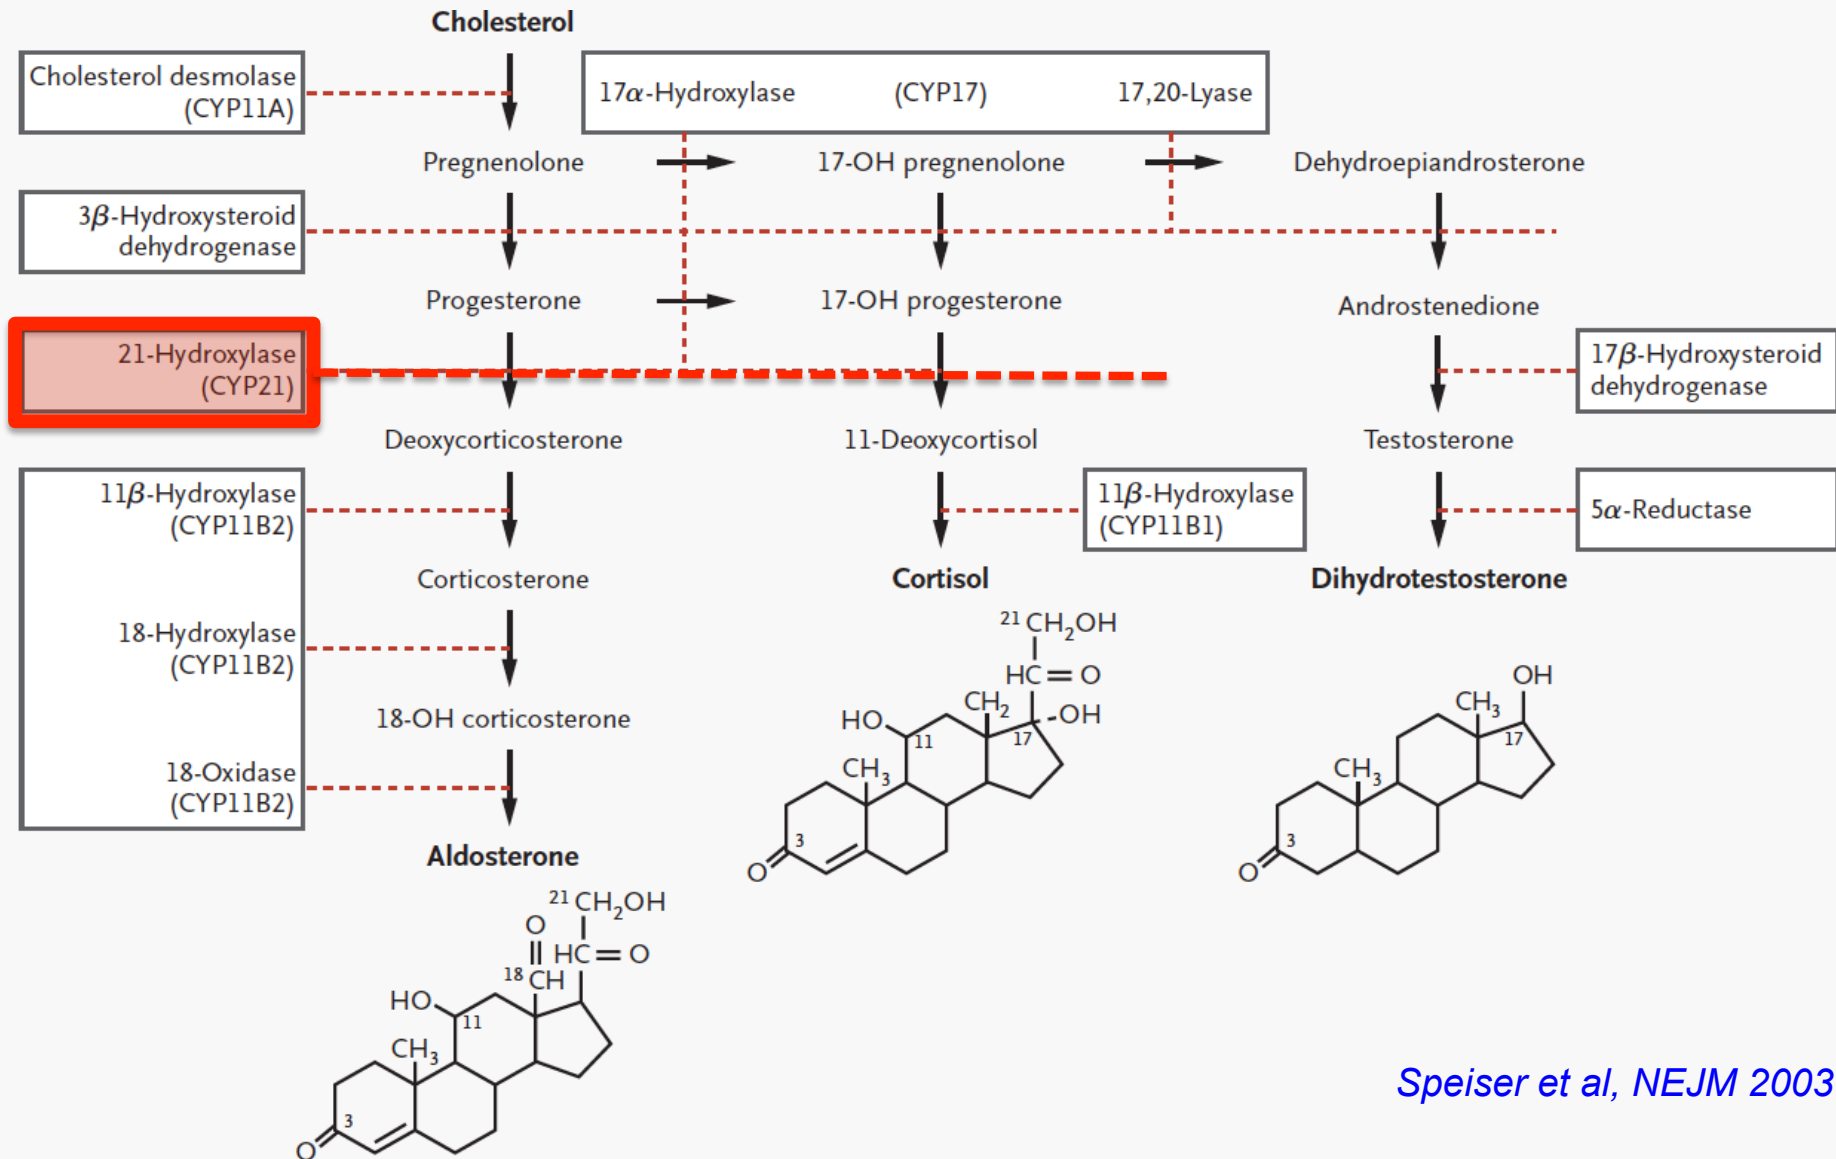 Cholesterol
Cholesterol desmolase
(CYP11A)
17α-Hydroxylase (CYP17) 17,20-Lyase
Pregnenolone
17-OH pregnenolone
Dehydroepiandrosterone
3β-Hydroxysteroid
dehydrogenase
Progesterone
17-OH progesterone
Androstenedione
21-Hydroxylase
(CYP21)
17β-Hydroxysteroid
dehydrogenase
Deoxycorticosterone
11-Deoxycortisol
Testosterone
11β-Hydroxylase
(CYP11B2)
11β-Hydroxylase
(CYP11B1)
5α-Reductase
Corticosterone
Cortisol
Dihydrotestosterone
18-Hydroxylase
(CYP11B2)
18-OH corticosterone
18-Oxidase
(CYP11B2)
Aldosterone
21 CH2OH
HC=O
CH2
HO
OH
11
17
CH3
3
O
OH
CH3
17
CH3
3
O
21 CH2OH
O
HC=O
18 CH
HO
11
CH3
3
O
Speiser et al, NEJM 2003